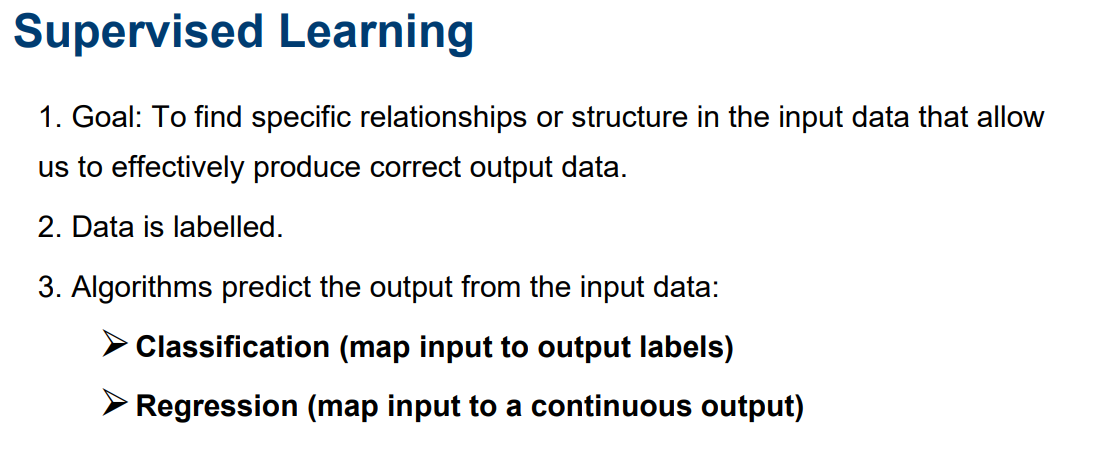 Supervised Learning
1. Goal: To find specific relationships or structure in the input data that allow
us to effectively produce correct output data.
2. Data is labelled.
3. Algorithms predict the output from the input data:
➢ Classification (map input to output labels)
➢ Regression (map input to a continuous output)